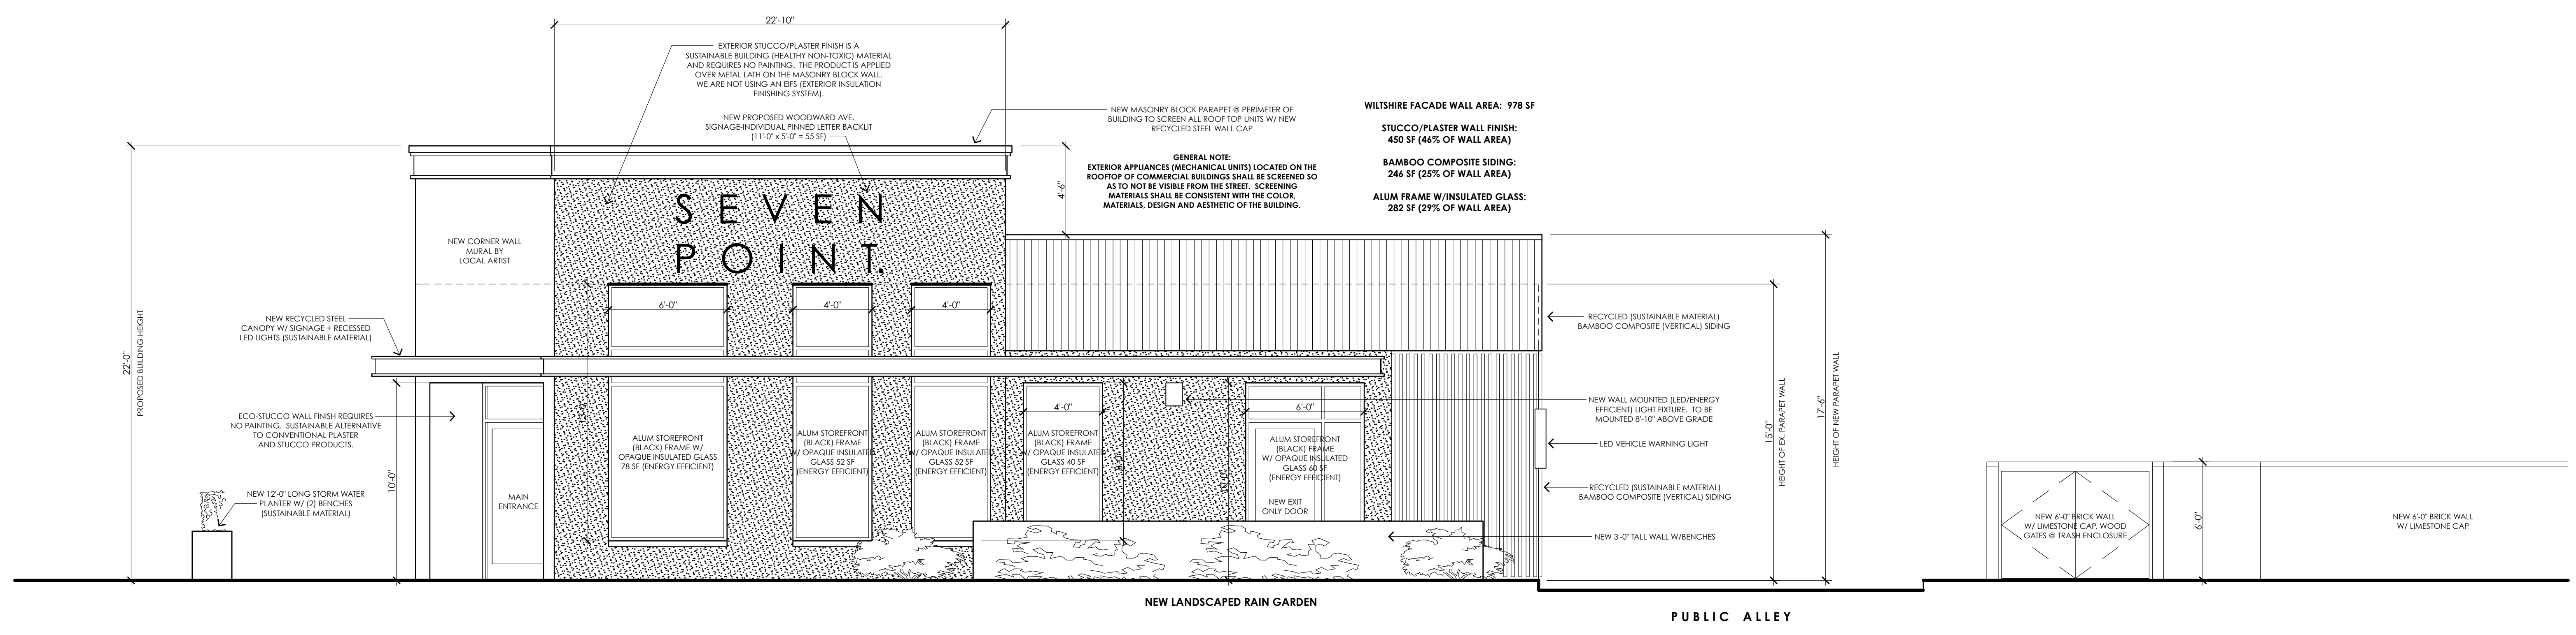 22'-10"
EXTERIOR STUCCO/PLASTER FINISH IS A
SUSTAINABLE BUILDING (HEALTHY NON-TOXIC) MATERIAL
AND REQUIRES NO PAINTING. THE PRODUCT IS APPLIED
OVER METAL LATH ON THE MASONRY BLOCK WALL.
WE ARE NOT USING AN EIFS (EXTERIOR INSULATION
FINISHING SYSTEM).
NEW PROPOSED WOODWARD AVE.
SIGNAGE-INDIVIDUAL PINNED LETTER BACKLIT
(11'-0" x 5'-0" = 55 SF)
NEW MASONRY BLOCK PARAPET @ PERIMETER OF
BUILDING TO SCREEN ALL ROOF TOP UNITS W/ NEW
RECYCLED STEEL WALL CAP
GENERAL NOTE:
EXTERIOR APPLIANCES (MECHANICAL UNITS) LOCATED ON THE
ROOFTOP OF COMMERCIAL BUILDINGS SHALL BE SCREENED SO
AS TO NOT BE VISIBLE FROM THE STREET. SCREENING
MATERIALS SHALL BE CONSISTENT WITH THE COLOR,
MATERIALS, DESIGN AND AESTHETIC OF THE BUILDING.
WILTSHIRE FACADE WALL AREA: 978 SF
STUCCO/PLASTER WALL FINISH:
450 SF (46% OF WALL AREA)
BAMBOO COMPOSITE SIDING:
246 SF (25% OF WALL AREA)
ALUM FRAME W/INSULATED GLASS:
282 SF (29% OF WALL AREA)
4'-6"
SEVEN
POINT.
NEW CORNER WALL
MURAL BY
LOCAL ARTIST
22'-0"
PROPOSED BUILDING HEIGHT
NEW RECYCLED STEEL
CANOPY W/ SIGNAGE + RECESSED
LED LIGHTS (SUSTAINABLE MATERIAL)
ECO-STUCCO WALL FINISH REQUIRES
NO PAINTING. SUSTAINABLE ALTERNATIVE
TO CONVENTIONAL PLASTER
AND STUCCO PRODUCTS.
NEW 12'-0" LONG STORM WATER
PLANTER W/ (2) BENCHES
(SUSTAINABLE MATERIAL)
10'-0"
MAIN
ENTRANCE
6'-0"
4'-0"
4'-0"
4'-0"
6'-0"
ALUM STOREFRONT
(BLACK) FRAME W/
OPAQUE INSULATED GLASS
78 SF (ENERGY EFFICIENT)
ALUM STOREFRONT
(BLACK) FRAME
W/ OPAQUE INSULATED
GLASS 52 SF
(ENERGY EFFICIENT)
ALUM STOREFRONT
(BLACK) FRAME
W/ OPAQUE INSULATED
GLASS 52 SF
(ENERGY EFFICIENT)
ALUM STOREFRONT
(BLACK) FRAME
W/ OPAQUE INSULATED
GLASS 40 SF
(ENERGY EFFICIENT)
ALUM STOREFRONT
(BLACK) FRAME
W/ OPAQUE INSULATED
GLASS 60 SF
(ENERGY EFFICIENT)
NEW EXIT
ONLY DOOR
RECYCLED (SUSTAINABLE MATERIAL)
BAMBOO COMPOSITE (VERTICAL) SIDING
NEW WALL MOUNTED (LED/ENERGY
EFFICIENT) LIGHT FIXTURE. TO BE
MOUNTED 8'-10" ABOVE GRADE
LED VEHICLE WARNING LIGHT
RECYCLED (SUSTAINABLE MATERIAL)
BAMBOO COMPOSITE (VERTICAL) SIDING
NEW 3'-0" TALL WALL W/BENCHES
15'-0"
HEIGHT OF EX. PARAPET WALL
17'-6"
HEIGHT OF NEW PARAPET WALL
NEW 6'-0" BRICK WALL
W/ LIMESTONE CAP, WOOD
GATES @ TRASH ENCLOSURE
6'-0"
NEW 6'-0" BRICK WALL
W/ LIMESTONE CAP
NEW LANDSCAPED RAIN GARDEN
PUBLIC ALLEY